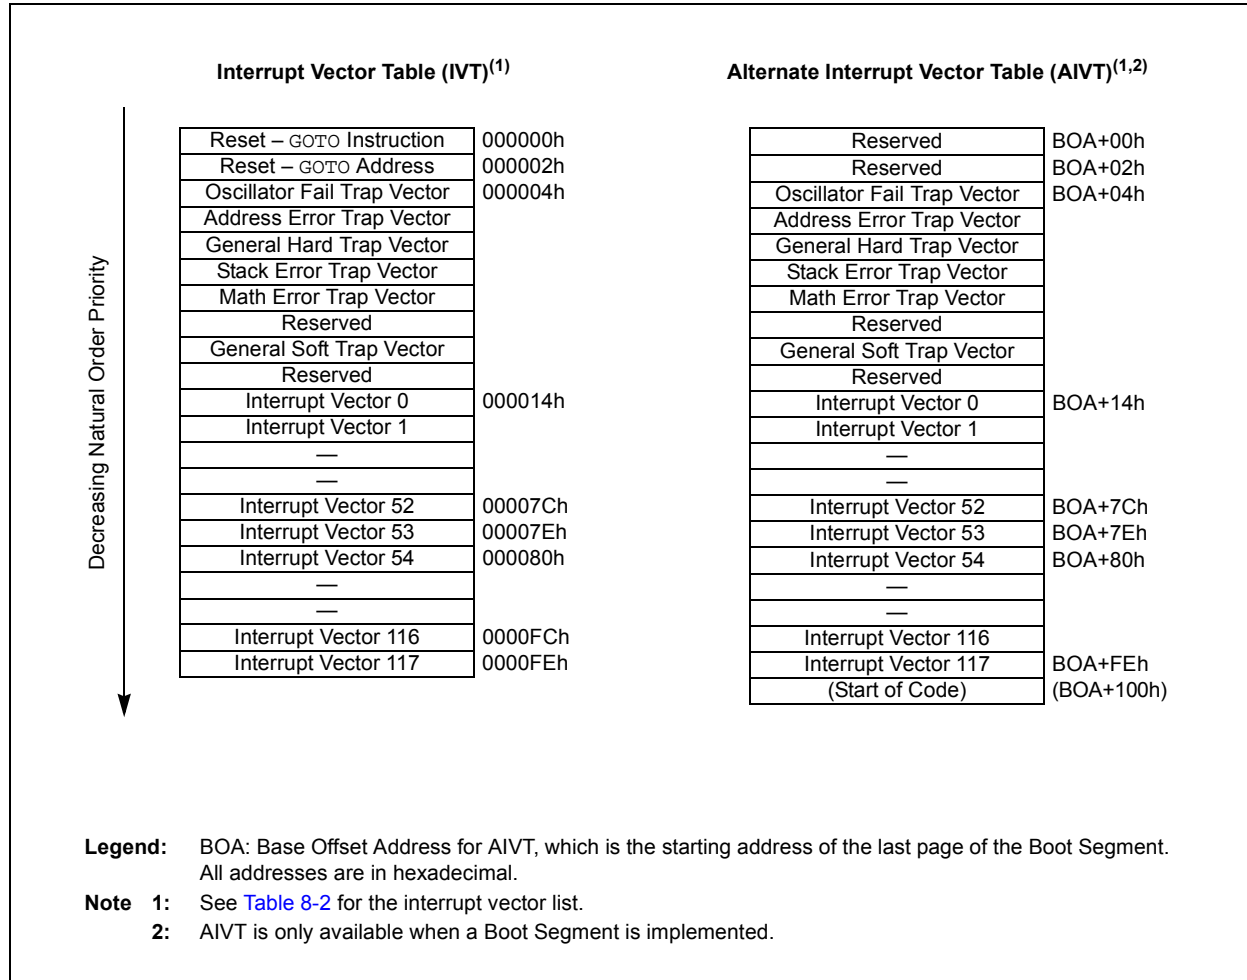 Interrupt Vector Table (IVT)(1)
Reset – GOTO Instruction 000000h
Reset – GOTO Address 000002h
Oscillator Fail Trap Vector 000004h
Address Error Trap Vector
General Hard Trap Vector
Stack Error Trap Vector
Math Error Trap Vector
Reserved
General Soft Trap Vector
Reserved
Interrupt Vector 0 000014h
Interrupt Vector 1
—
—
Interrupt Vector 52 00007Ch
Interrupt Vector 53 00007Eh
Interrupt Vector 54 000080h
—
—
Interrupt Vector 116 0000FCh
Interrupt Vector 117 0000FEh
Decreasing Natural Order Priority
Alternate Interrupt Vector Table (AIVT)(1,2)
Reserved BOA+00h
Reserved BOA+02h
Oscillator Fail Trap Vector BOA+04h
Address Error Trap Vector
General Hard Trap Vector
Stack Error Trap Vector
Math Error Trap Vector
Reserved
General Soft Trap Vector
Reserved
Interrupt Vector 0 BOA+14h
Interrupt Vector 1
—
—
Interrupt Vector 52 BOA+7Ch
Interrupt Vector 53 BOA+7Eh
Interrupt Vector 54 BOA+80h
—
—
Interrupt Vector 116
Interrupt Vector 117 BOA+FEh
(Start of Code) (BOA+100h)
Legend: BOA: Base Offset Address for AIVT, which is the starting address of the last page of the Boot Segment.
All addresses are in hexadecimal.
Note 1: See Table 8-2 for the interrupt vector list.
2: AIVT is only available when a Boot Segment is implemented.